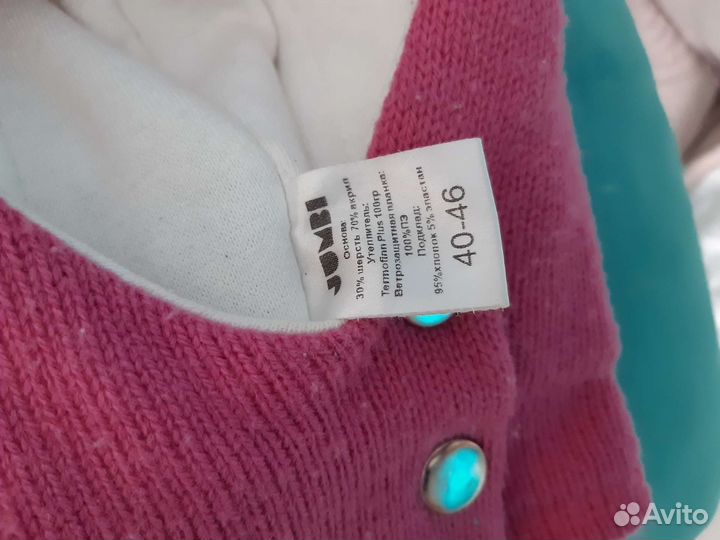 JUMBI
Основа:
30% шерсть 70% акрил
Утеплитель:
Termofinn Plus 100гр
Ветрозащитная планка:
100%ПЭ
Подклад:
95%хлопок 5% эластан
40-46
Avito